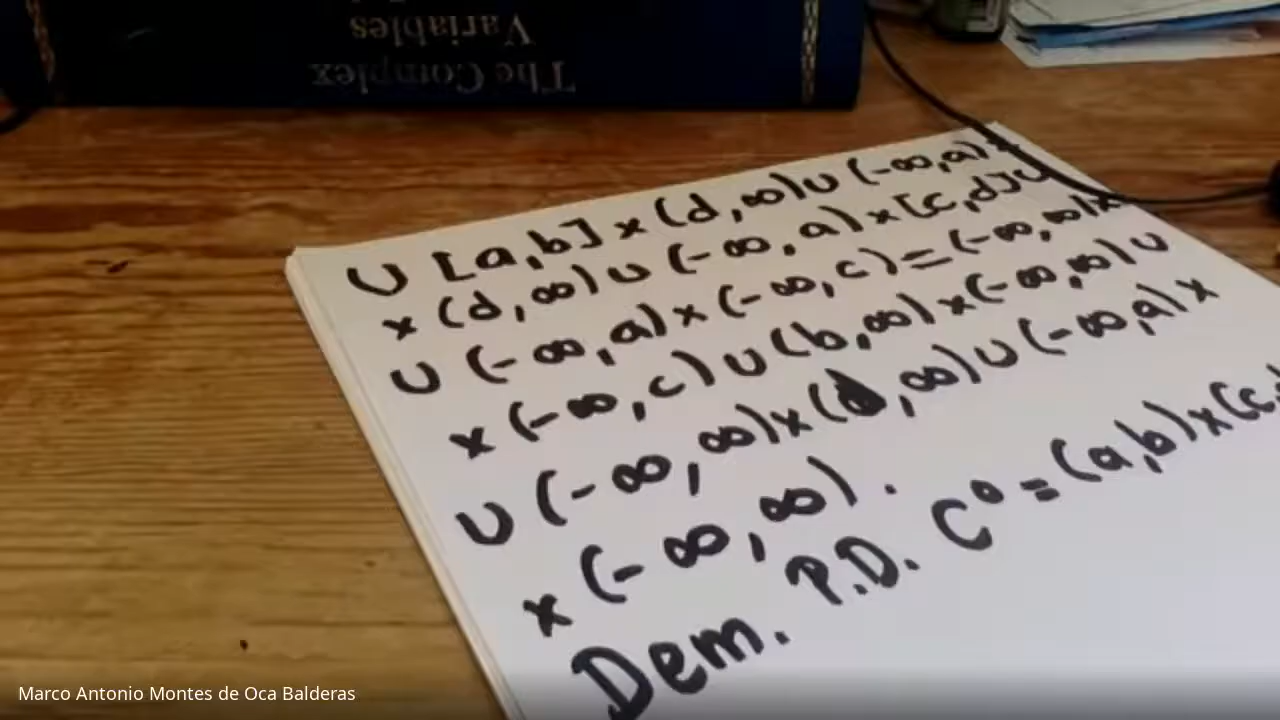 The Complex
Variables
∪ [a,b] × (d,∞) ∪ (-∞,a) ×
× (d,∞) ∪ (-∞,a) × [c,d] ∪
∪ (-∞,a) × (-∞,c) = (-∞,∞) ×
× (-∞,c) ∪ (b,∞) × (-∞,∞) ∪
∪ (-∞,∞) × (d,∞) ∪ (-∞,a) ×
× (-∞,∞).
Dem. P.D. C° = (a,b) × (c,
Marco Antonio Montes de Oca Balderas